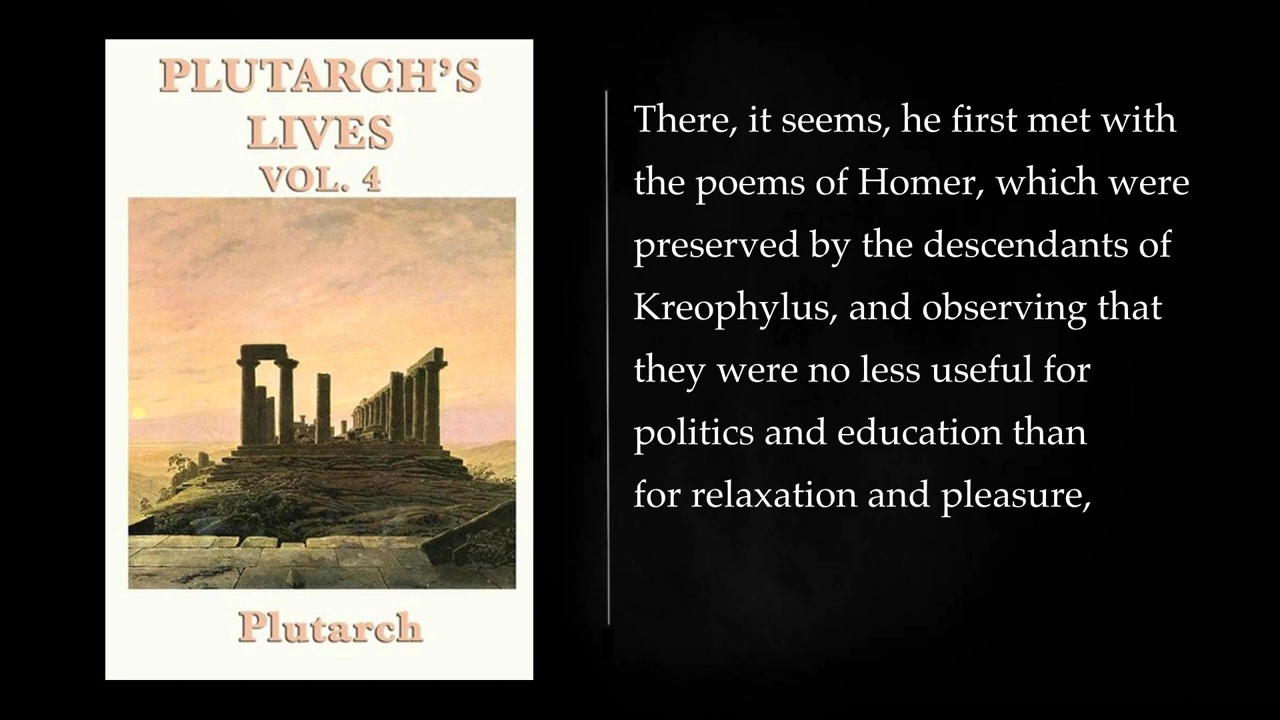 PLUTARCH'S
LIVES
VOL. 4
Plutarch
There, it seems, he first met with
the poems of Homer, which were
preserved by the descendants of
Kreophylus, and observing that
they were no less useful for
politics and education than
for relaxation and pleasure,